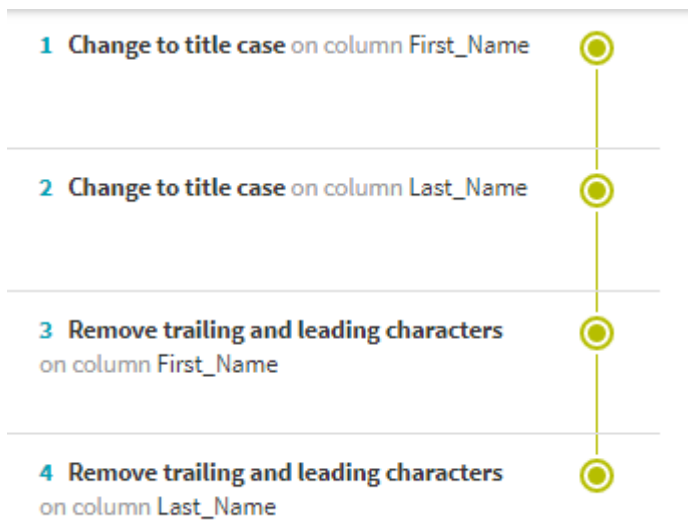 1 Change to title case on column First_Name
2 Change to title case on column Last_Name
3 Remove trailing and leading characters
on column First_Name
4 Remove trailing and leading characters
on column Last_Name